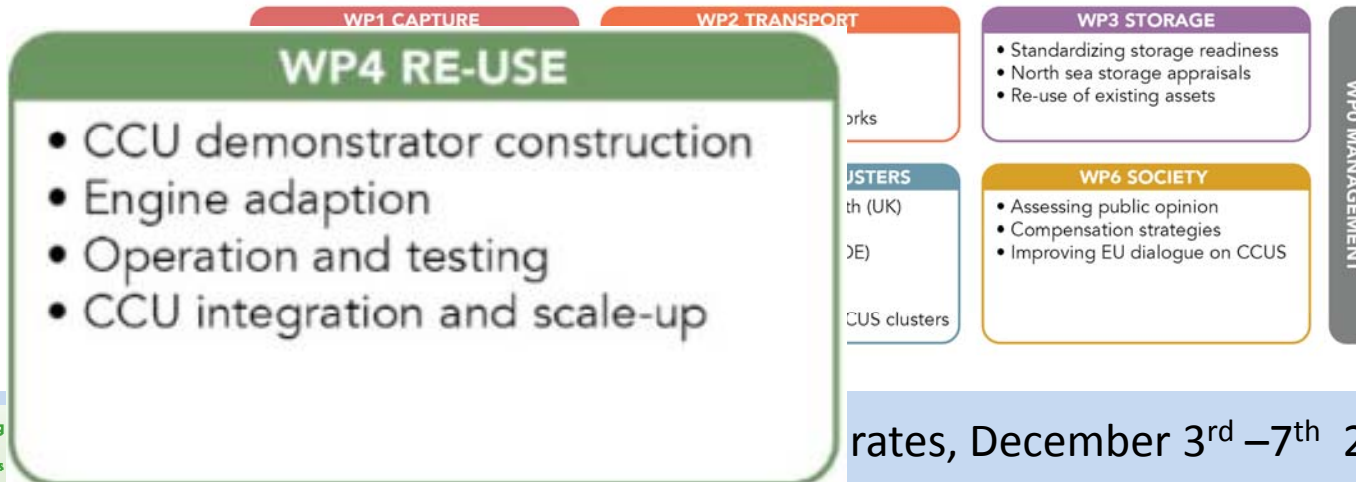 WP1 CAPTURE
WP2 TRANSPORT
WP3 STORAGE
• Standardizing storage readiness
• North sea storage appraisals
• Re-use of existing assets
WP4 RE-USE
• CCU demonstrator construction
• Engine adaption
• Operation and testing
• CCU integration and scale-up
th (UK)
DE)
CUS clusters
WP6 SOCIETY
• Assessing public opinion
• Compensation strategies
• Improving EU dialogue on CCUS
WP0 MANAGEMENT
rates, December 3rd –7th 2